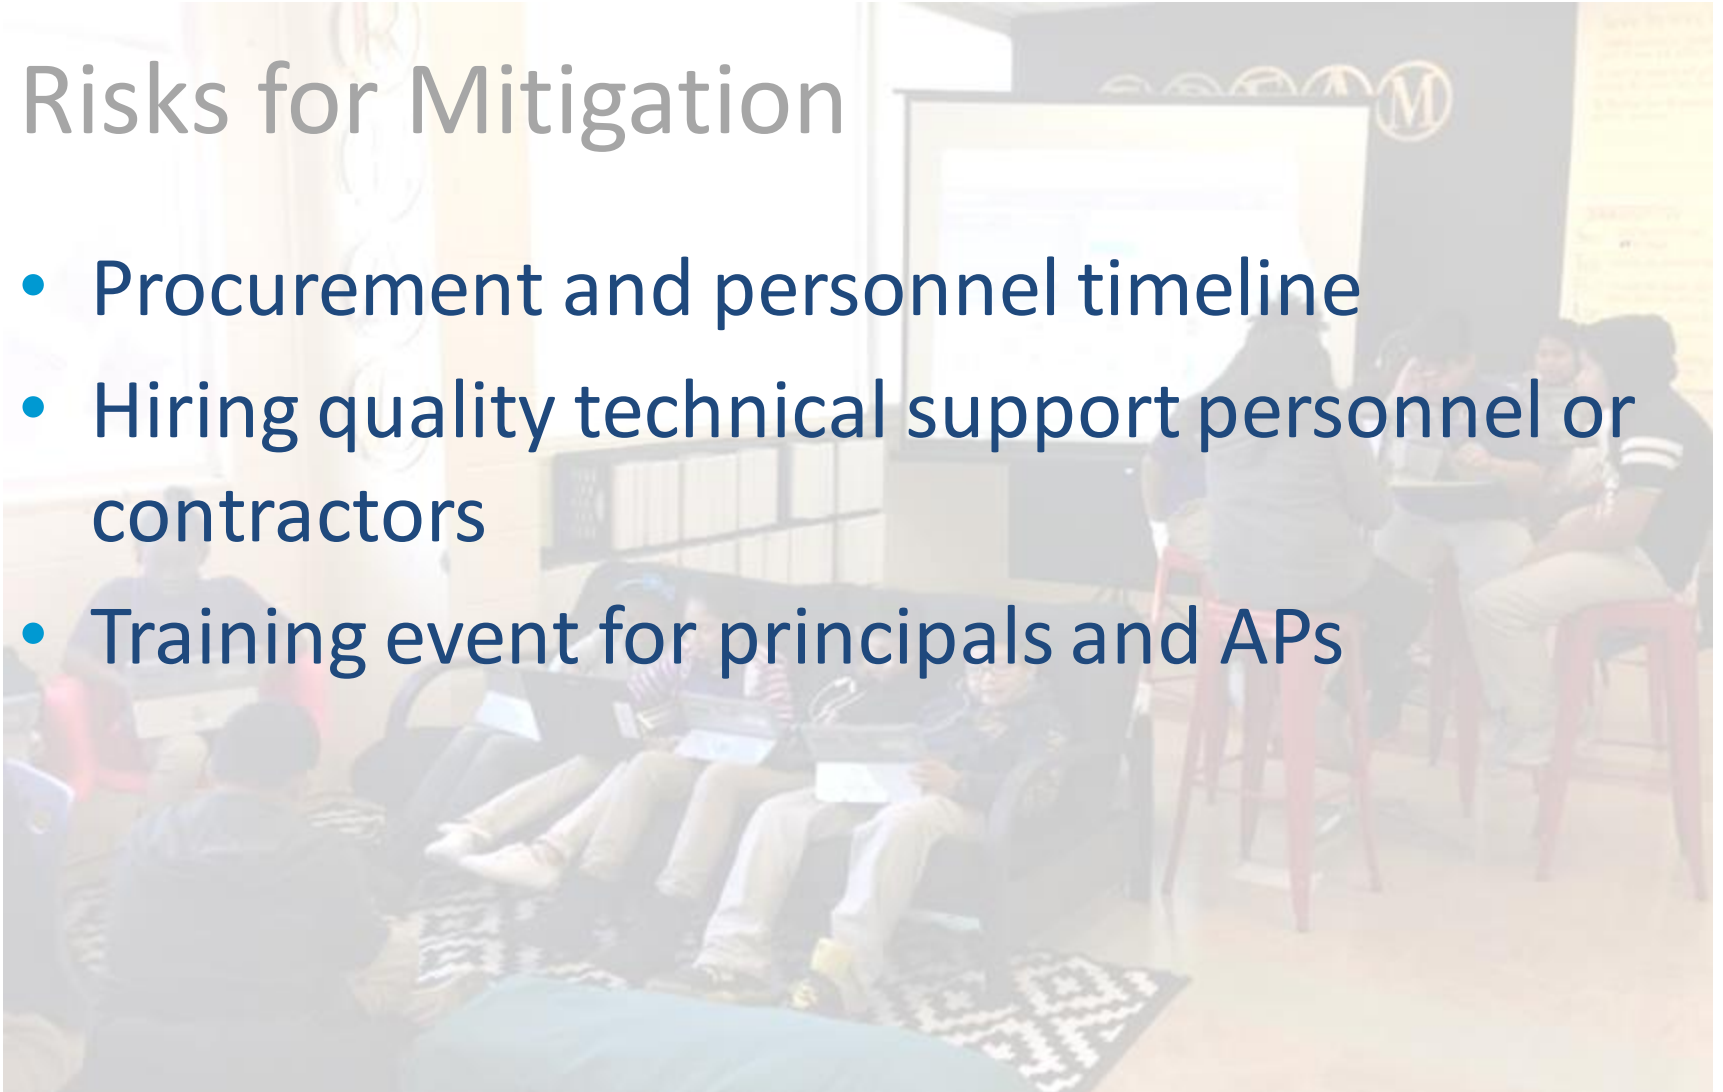 Risks for Mitigation
• Procurement and personnel timeline
• Hiring quality technical support personnel or
contractors
• Training event for principals and APs